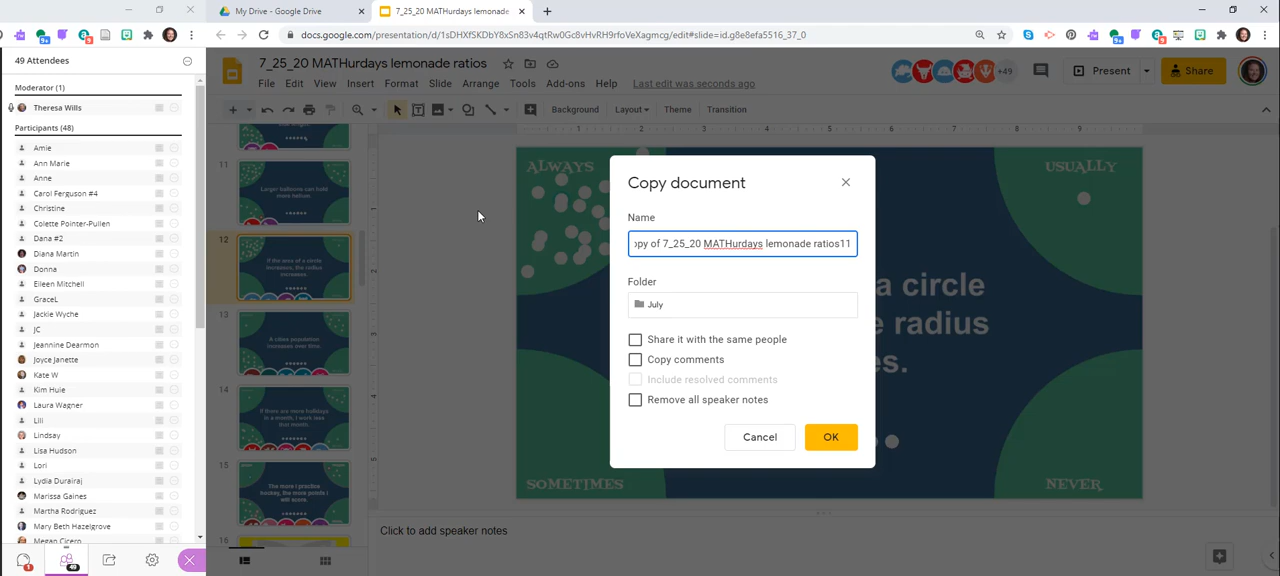 My Drive - Google Drive
7_25_20 MATHurdays lemonade
docs.google.com/presentation/d/1sDHXfSKDbY8xSn83v4qtRw0Gc8vHvRH9rfoVeXagmcg/edit#slide=id.g8e8efa5516_37_0
49 Attendees
Moderator (1)
Theresa Wills
Participants (48)
Amie
Ann Marie
Anne
Carol Ferguson #4
Christine
Colette Pointer-Pullen
Dana #2
Diana Martin
Donna
Eileen Mitchell
GraceL
Jackie Wyche
JC
Jeannine Dearmon
Joyce Janette
Kate W
Kim Huie
Laura Wagner
Lili
Lindsay
Lisa Hudson
Lori
Lydia Durairaj
Marissa Gaines
Martha Rodriguez
Mary Beth Hazelgrove
Megan Cicero
7_25_20 MATHurdays lemonade ratios
File Edit View Insert Format Slide Arrange Tools Add-ons Help Last edit was seconds ago
+49
Present
Share
Background Layout Theme Transition
11
Larger balloons can hold
more helium.
12
If the area of a circle
increases, the radius
increases.
13
A cities population
increases over time.
14
If there are more holidays
in a month, I work less
that month.
15
The more I practice
hockey, the more points I
will score.
16
ALWAYS
USUALLY
a circle
e radius
es.
SOMETIMES
NEVER
Copy document
Name
opy of 7_25_20 MATHurdays lemonade ratios11
Folder
July
Share it with the same people
Copy comments
Include resolved comments
Remove all speaker notes
Cancel
OK
Click to add speaker notes